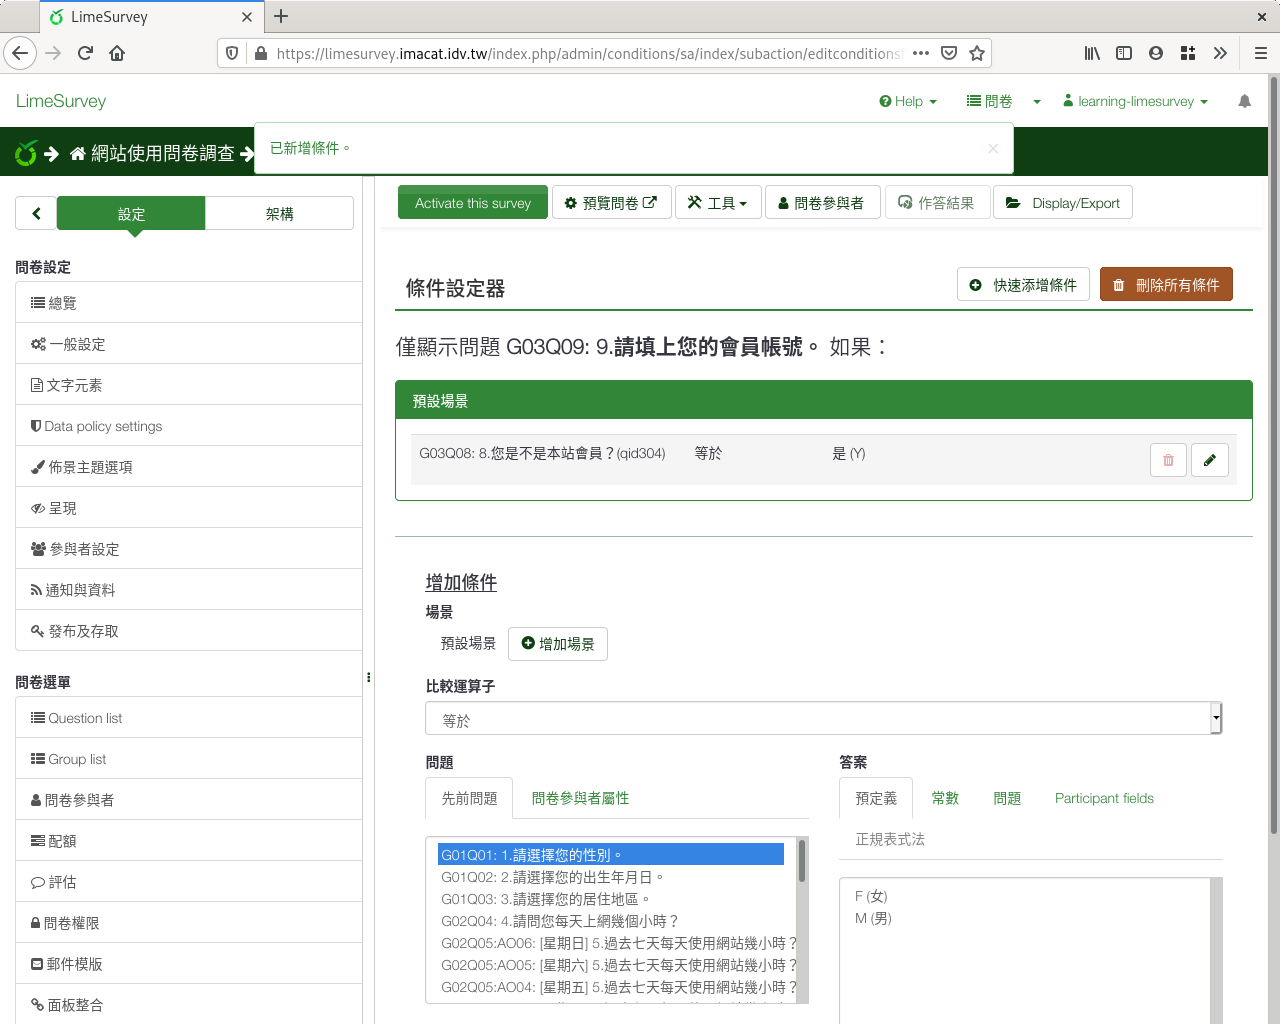 LimeSurvey
https://limesurvey.imacat.idv.tw/index.php/admin/conditions/sa/index/subaction/editconditions
LimeSurvey
Help
問卷
learning-limesurvey
網站使用問卷調查
已新增條件。
設定
架構
Activate this survey
預覽問卷
工具
問卷參與者
作答結果
Display/Export
問卷設定
總覽
一般設定
文字元素
Data policy settings
佈景主題選項
呈現
參與者設定
通知與資料
發布及存取
問卷選單
Question list
Group list
問卷參與者
配額
評估
問卷權限
郵件模版
面板整合
條件設定器
快速添增條件
刪除所有條件
僅顯示問題 G03Q09: 9.請填上您的會員帳號。 如果：
預設場景
G03Q08: 8.您是不是本站會員？(qid304) 等於 是 (Y)
增加條件
場景
預設場景
增加場景
比較運算子
等於
問題
先前問題
問卷參與者屬性
G01Q01: 1.請選擇您的性別。
G01Q02: 2.請選擇您的出生年月日。
G01Q03: 3.請選擇您的居住地區。
G02Q04: 4.請問您每天上網幾個小時？
G02Q05:AO06: [星期日] 5.過去七天每天使用網站幾小時？
G02Q05:AO05: [星期六] 5.過去七天每天使用網站幾小時？
G02Q05:AO04: [星期五] 5.過去七天每天使用網站幾小時？
答案
預定義
常數
問題
Participant fields
正規表式法
F (女)
M (男)